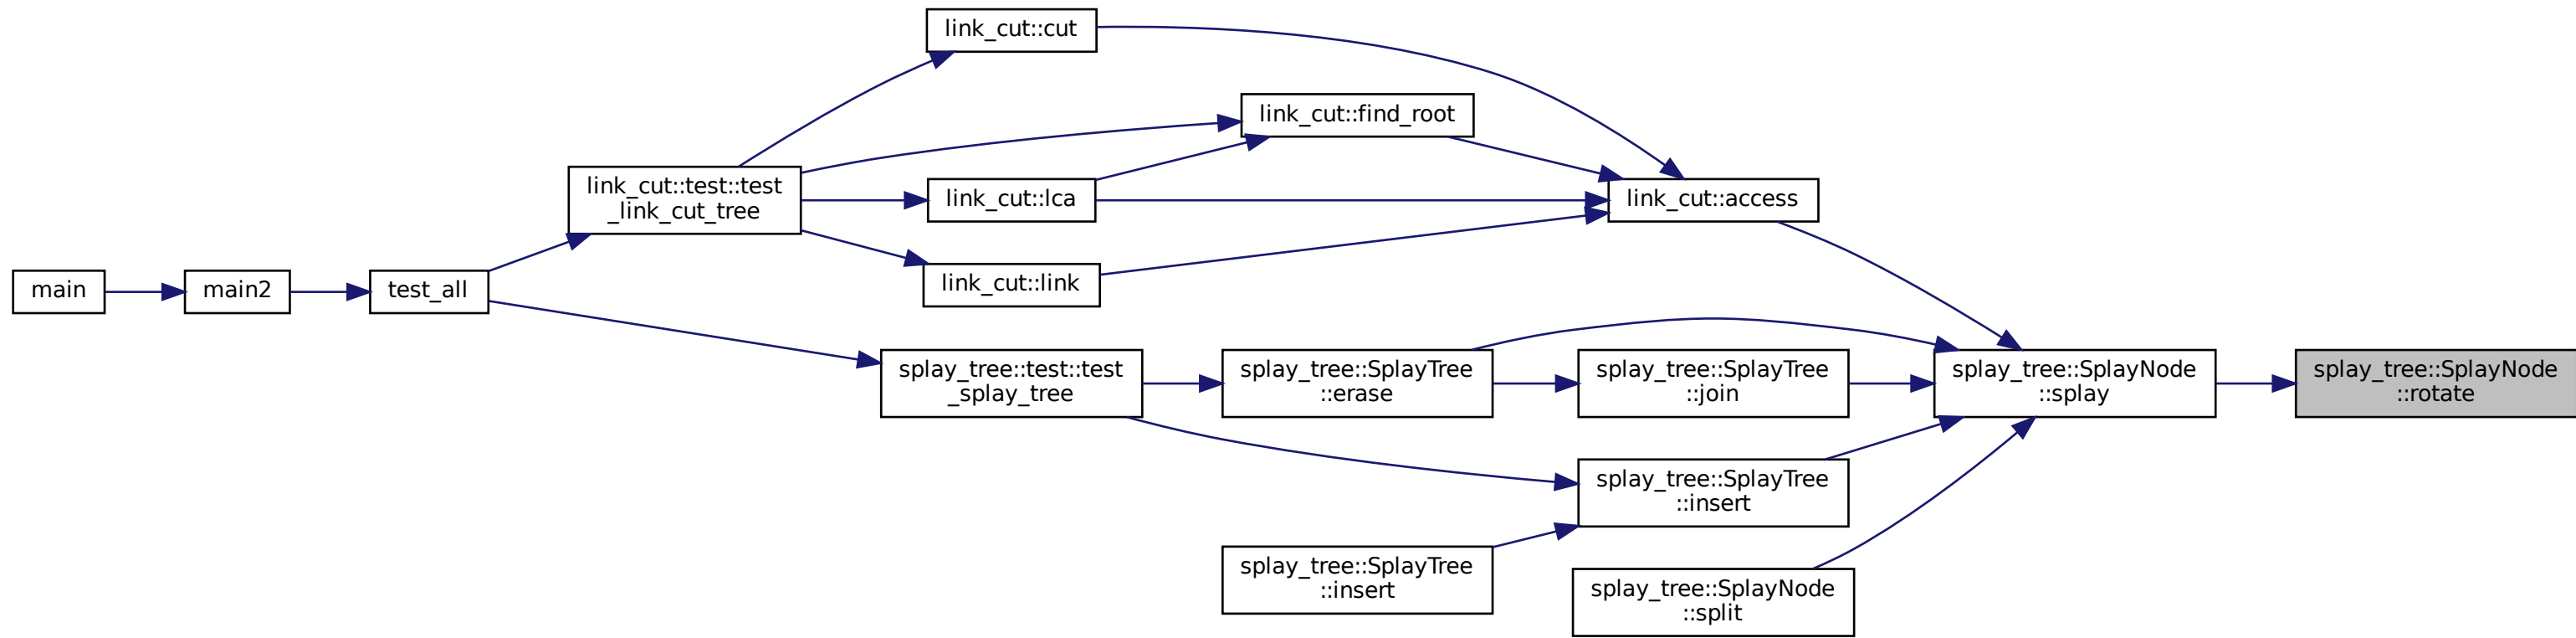 link_cut::cut
link_cut::find_root
link_cut::test::test
_link_cut_tree
link_cut::lca
link_cut::access
link_cut::link
main
main2
test_all
splay_tree::test::test
_splay_tree
splay_tree::SplayTree
::erase
splay_tree::SplayTree
::join
splay_tree::SplayNode
::splay
splay_tree::SplayNode
::rotate
splay_tree::SplayTree
::insert
splay_tree::SplayTree
::insert
splay_tree::SplayNode
::split